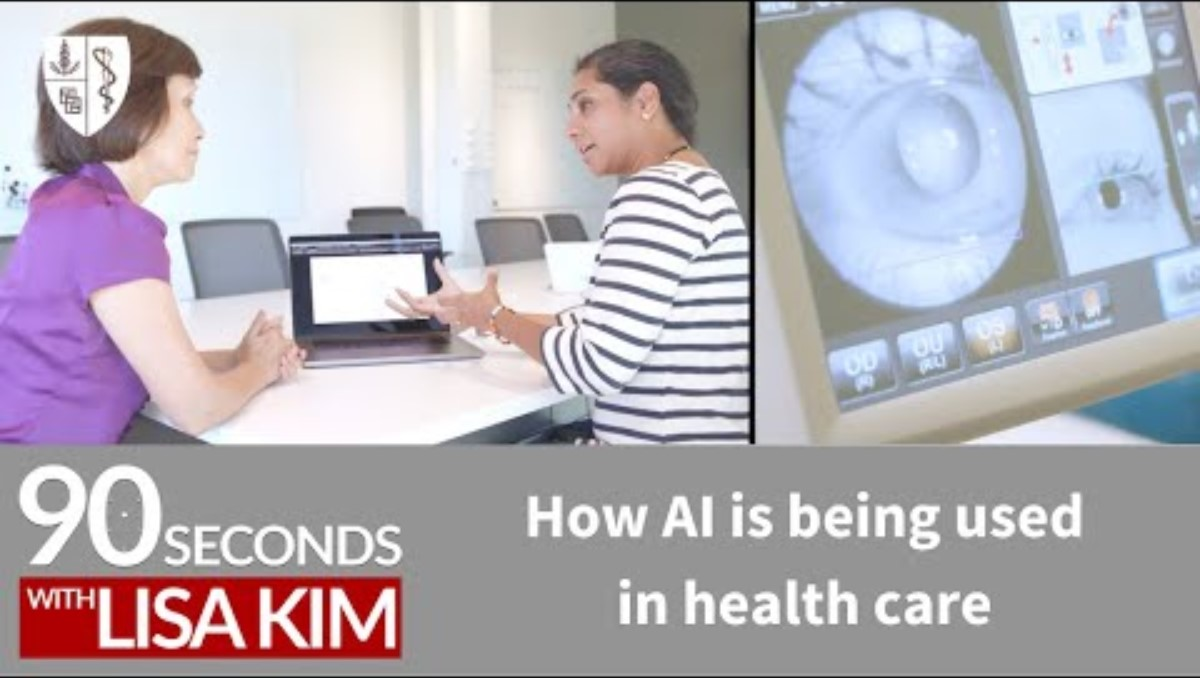 OD
(R)
OU
(R/L)
OS
(L)
90 SECONDS
WITH LISA KIM
How AI is being used
in health care